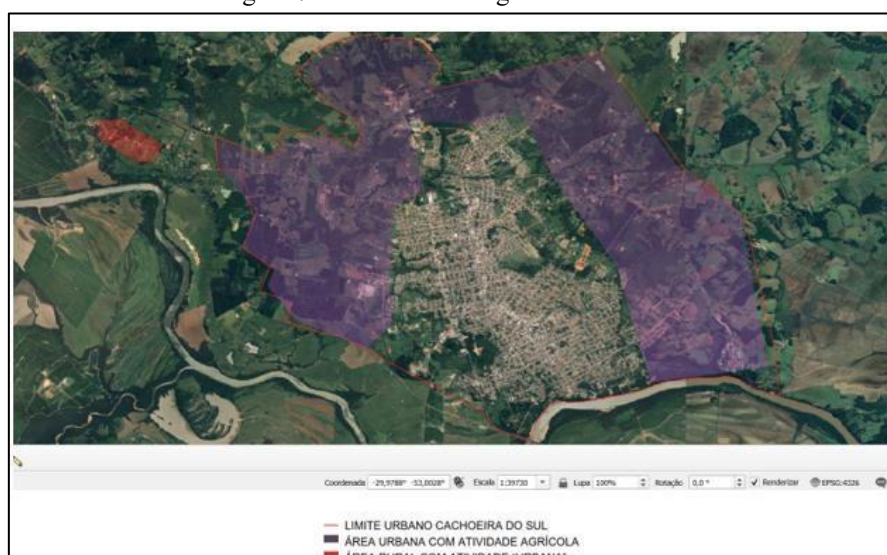 Coordenada -29,9788° -53,0028° Escala 1:39730 Lupa 100% Rotação 0,0 ° Renderizar EPSG:4326
LIMITE URBANO CACHOEIRA DO SUL
ÁREA URBANA COM ATIVIDADE AGRÍCOLA
ÁREA RURAL COM ATIVIDADE